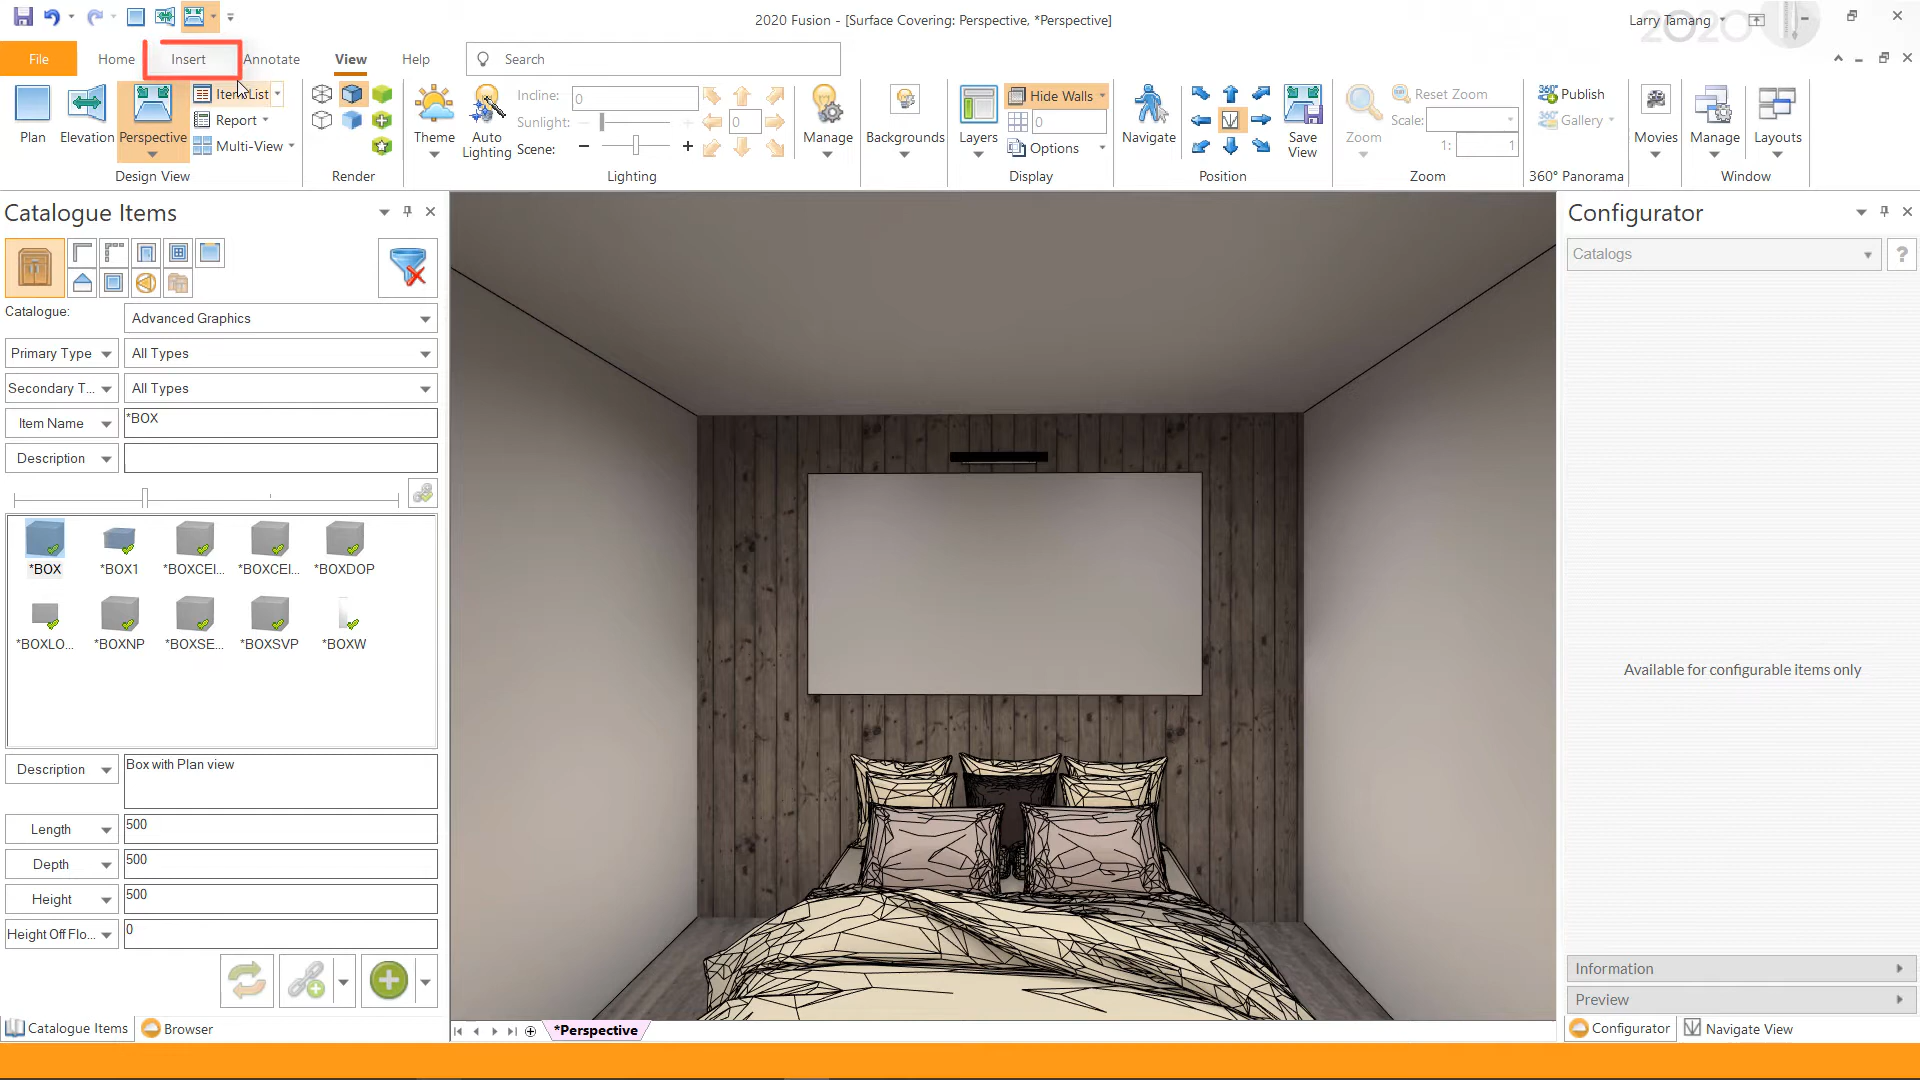 2020 Fusion - [Surface Covering: Perspective, *Perspective]
Larry Tamang
2020
File
Home
Insert
Annotate
View
Help
Search
Plan
Elevation
Perspective
Items List
Report
Multi-View
Design View
Render
Theme
Auto Lighting
Incline: 0
Sunlight: 0
Scene:
Manage
Lighting
Backgrounds
Layers
Hide Walls
0
Options
Display
Navigate
Save View
Position
Zoom
Reset Zoom
Scale:
1: 1
Zoom
360° Publish
360° Gallery
360° Panorama
Movies
Manage
Layouts
Window
Catalogue Items
Catalogue: Advanced Graphics
Primary Type All Types
Secondary T... All Types
Item Name *BOX
Description
*BOX *BOX1 *BOXCEI... *BOXCEI... *BOXDOP
*BOXLO... *BOXNP *BOXSE... *BOXSVP *BOXW
Description Box with Plan view
Length 500
Depth 500
Height 500
Height Off Flo... 0
Catalogue Items Browser
*Perspective
Configurator
Catalogs ?
Available for configurable items only
Information
Preview
Configurator Navigate View